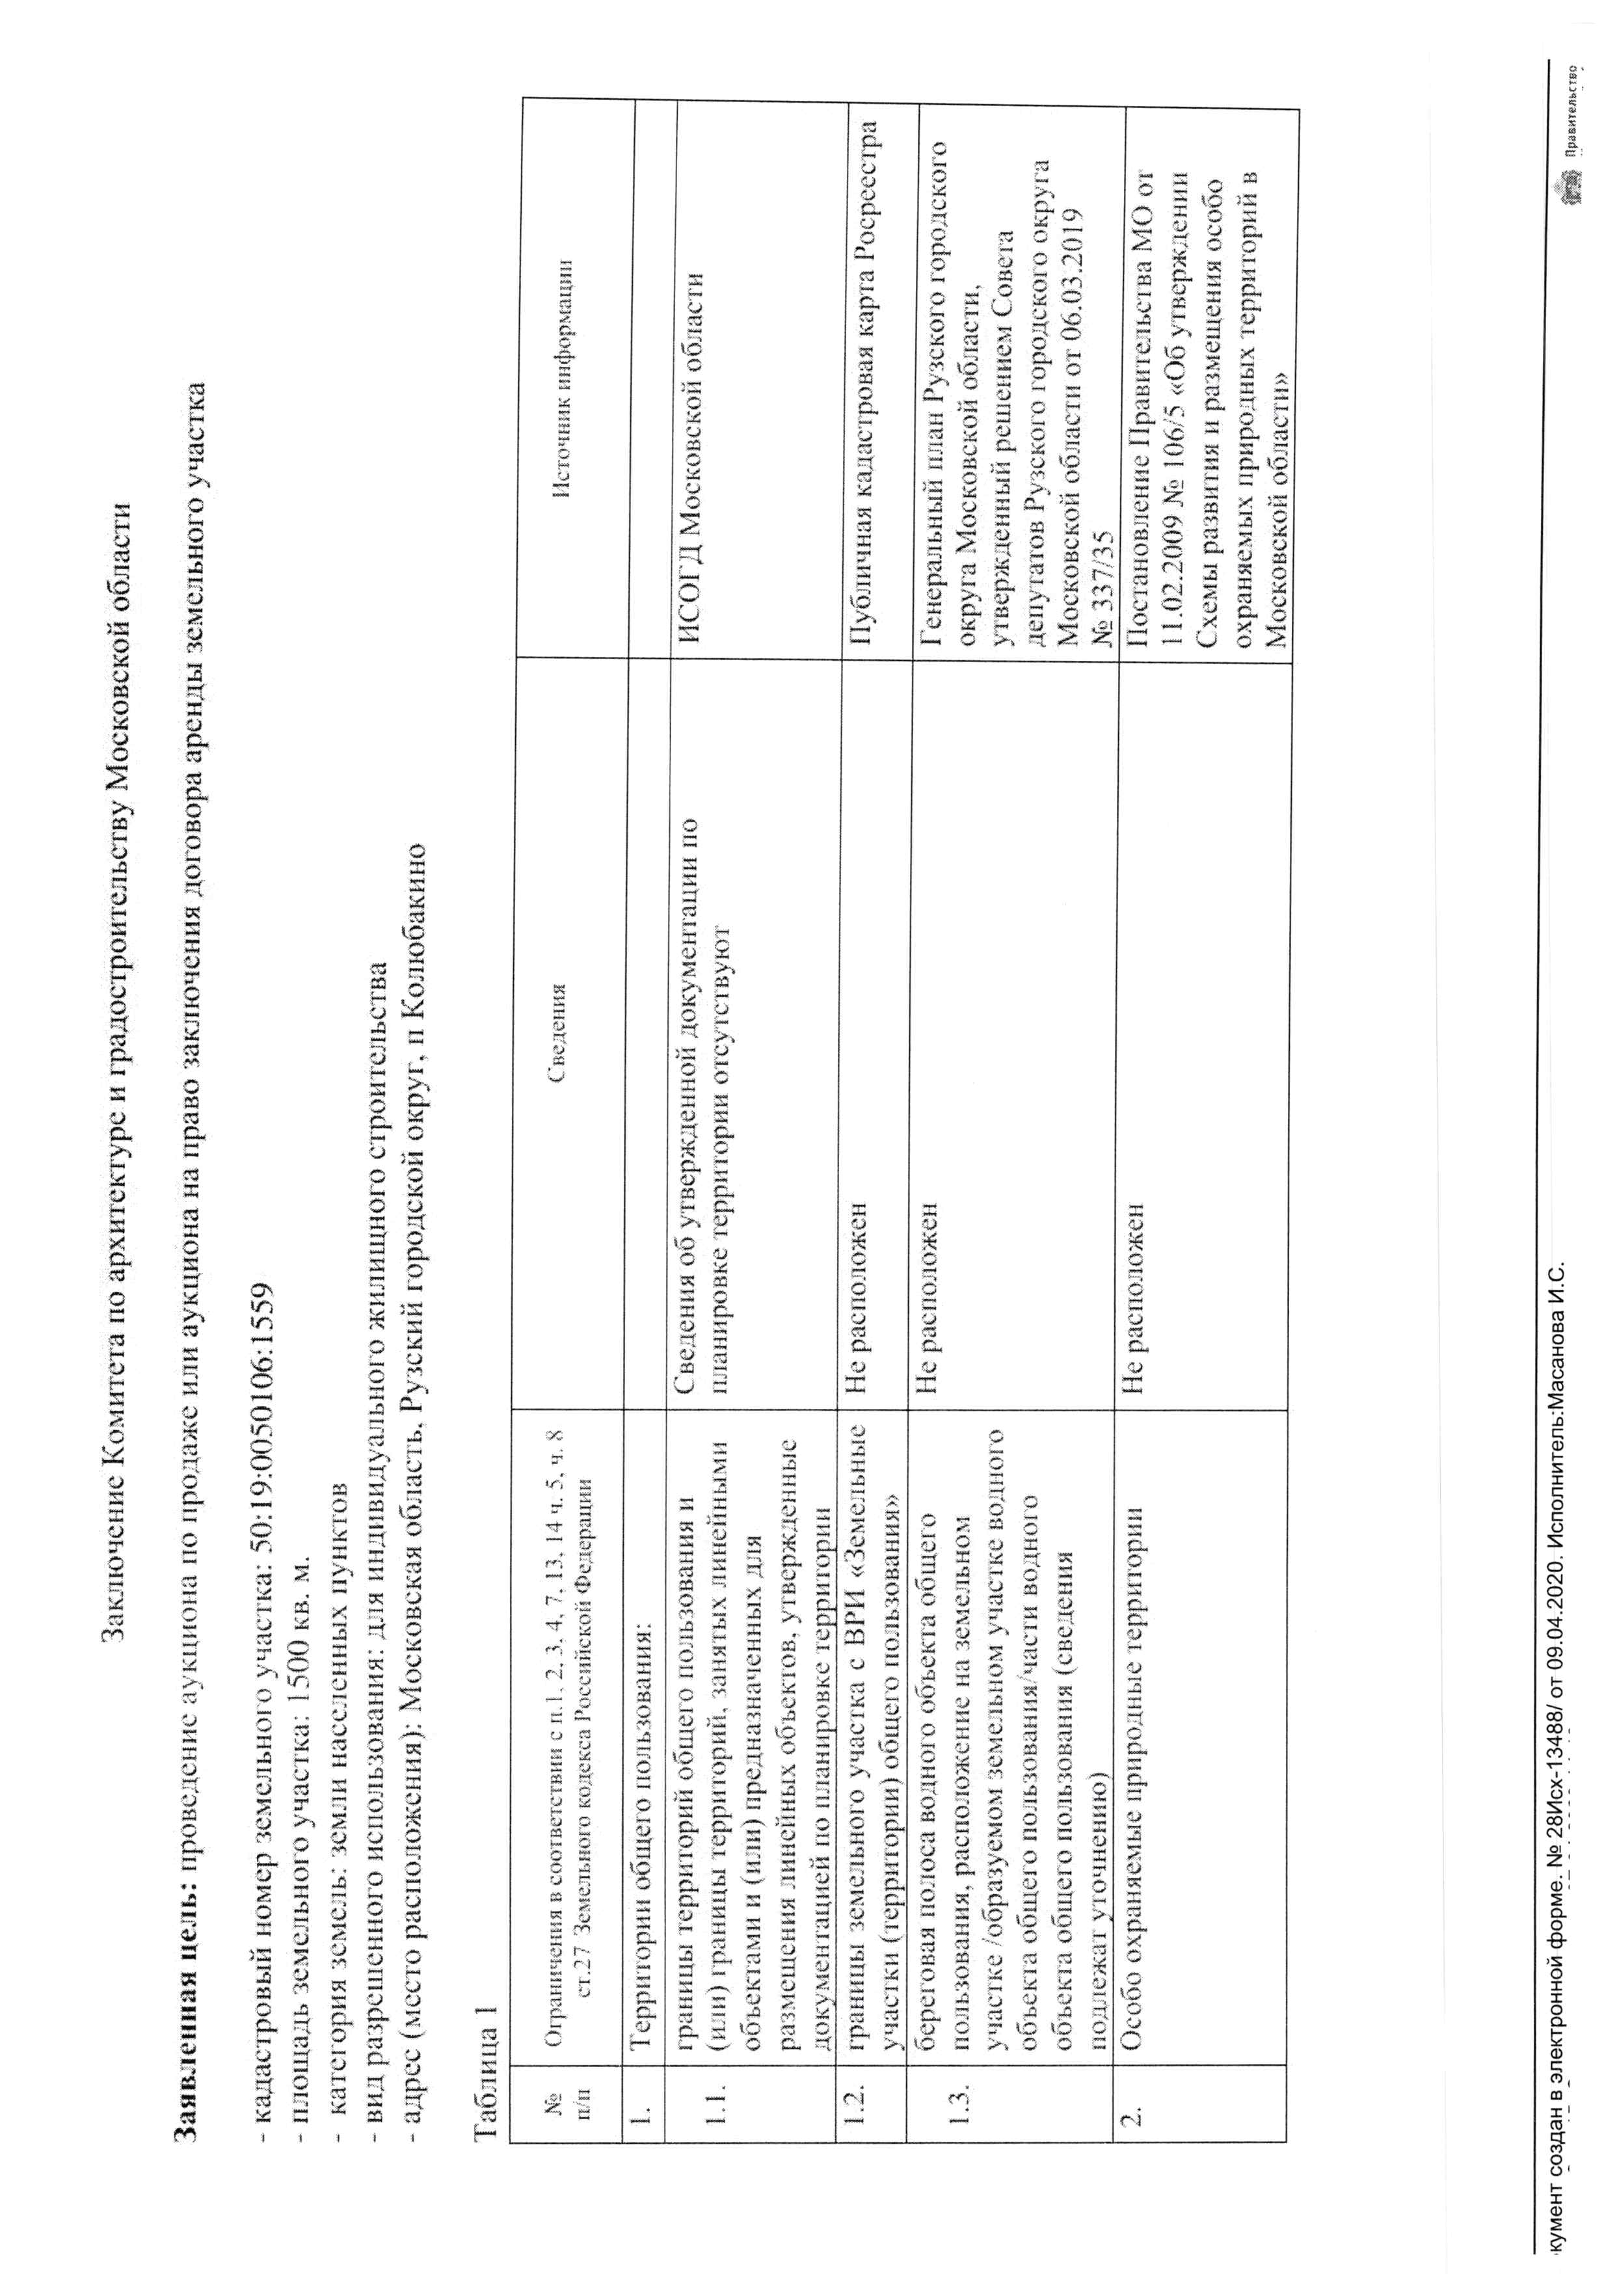 Заключение Комитета по архитектуре и градостроительству Московской области
Заявленная цель: проведение аукциона по продаже или аукциона на право заключения договора аренды земельного участка
- кадастровый номер земельного участка: 50:19:0050106:1559
- площадь земельного участка: 1500 кв. м.
- категория земель: земли населенных пунктов
- вид разрешенного использования: для индивидуального жилищного строительства
- адрес (место расположения): Московская область, Рузский городской округ, п Колюбакино
Таблица 1
№
п/п
Ограничения в соответствии с п.1, 2, 3, 4, 7, 13, 14 ч. 5, ч. 8
ст.27 Земельного кодекса Российской Федерации
Сведения
Источник информации
1.
Территории общего пользования:
1.1.
границы территорий общего пользования и
(или) границы территорий, занятых линейными
объектами и (или) предназначенных для
размещения линейных объектов, утвержденные
документацией по планировке территории
Сведения об утвержденной документации по
планировке территории отсутствуют
ИСОГД Московской области
1.2.
границы земельного участка с ВРИ «Земельные
участки (территории) общего пользования»
Не расположен
Публичная кадастровая карта Росреестра
1.3.
береговая полоса водного объекта общего
пользования, расположение на земельном
участке /образуемом земельном участке водного
объекта общего пользования/части водного
объекта общего пользования (сведения
подлежат уточнению)
Не расположен
Генеральный план Рузского городского
округа Московской области,
утвержденный решением Совета
депутатов Рузского городского округа
Московской области от 06.03.2019
№ 337/35
2.
Особо охраняемые природные территории
Не расположен
Постановление Правительства МО от
11.02.2009 № 106/5 «Об утверждении
Схемы развития и размещения особо
охраняемых природных территорий в
Московской области»
кумент создан в электронной форме. № 28Исх-13488/ от 09.04.2020. Исполнитель:Масанова И.С.
Правительство